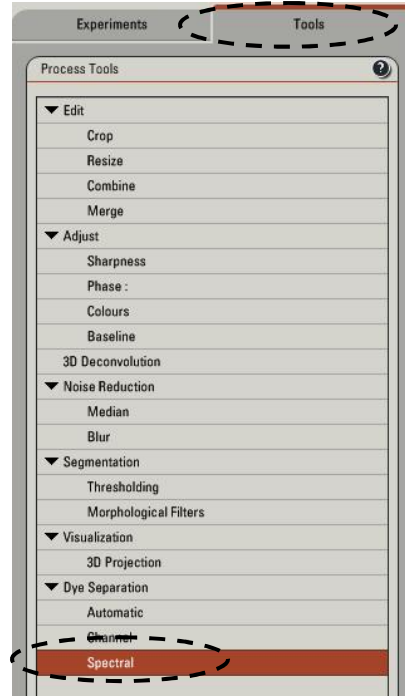 Experiments Tools
Process Tools ?
Edit
Crop
Resize
Combine
Merge
Adjust
Sharpness
Phase :
Colours
Baseline
3D Deconvolution
Noise Reduction
Median
Blur
Segmentation
Thresholding
Morphological Filters
Visualization
3D Projection
Dye Separation
Automatic
Channel
Spectral